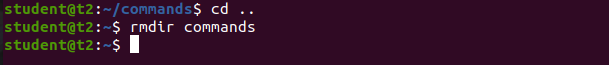 student@t2:~/commands$ cd ..
student@t2:~$ rmdir commands
student@t2:~$